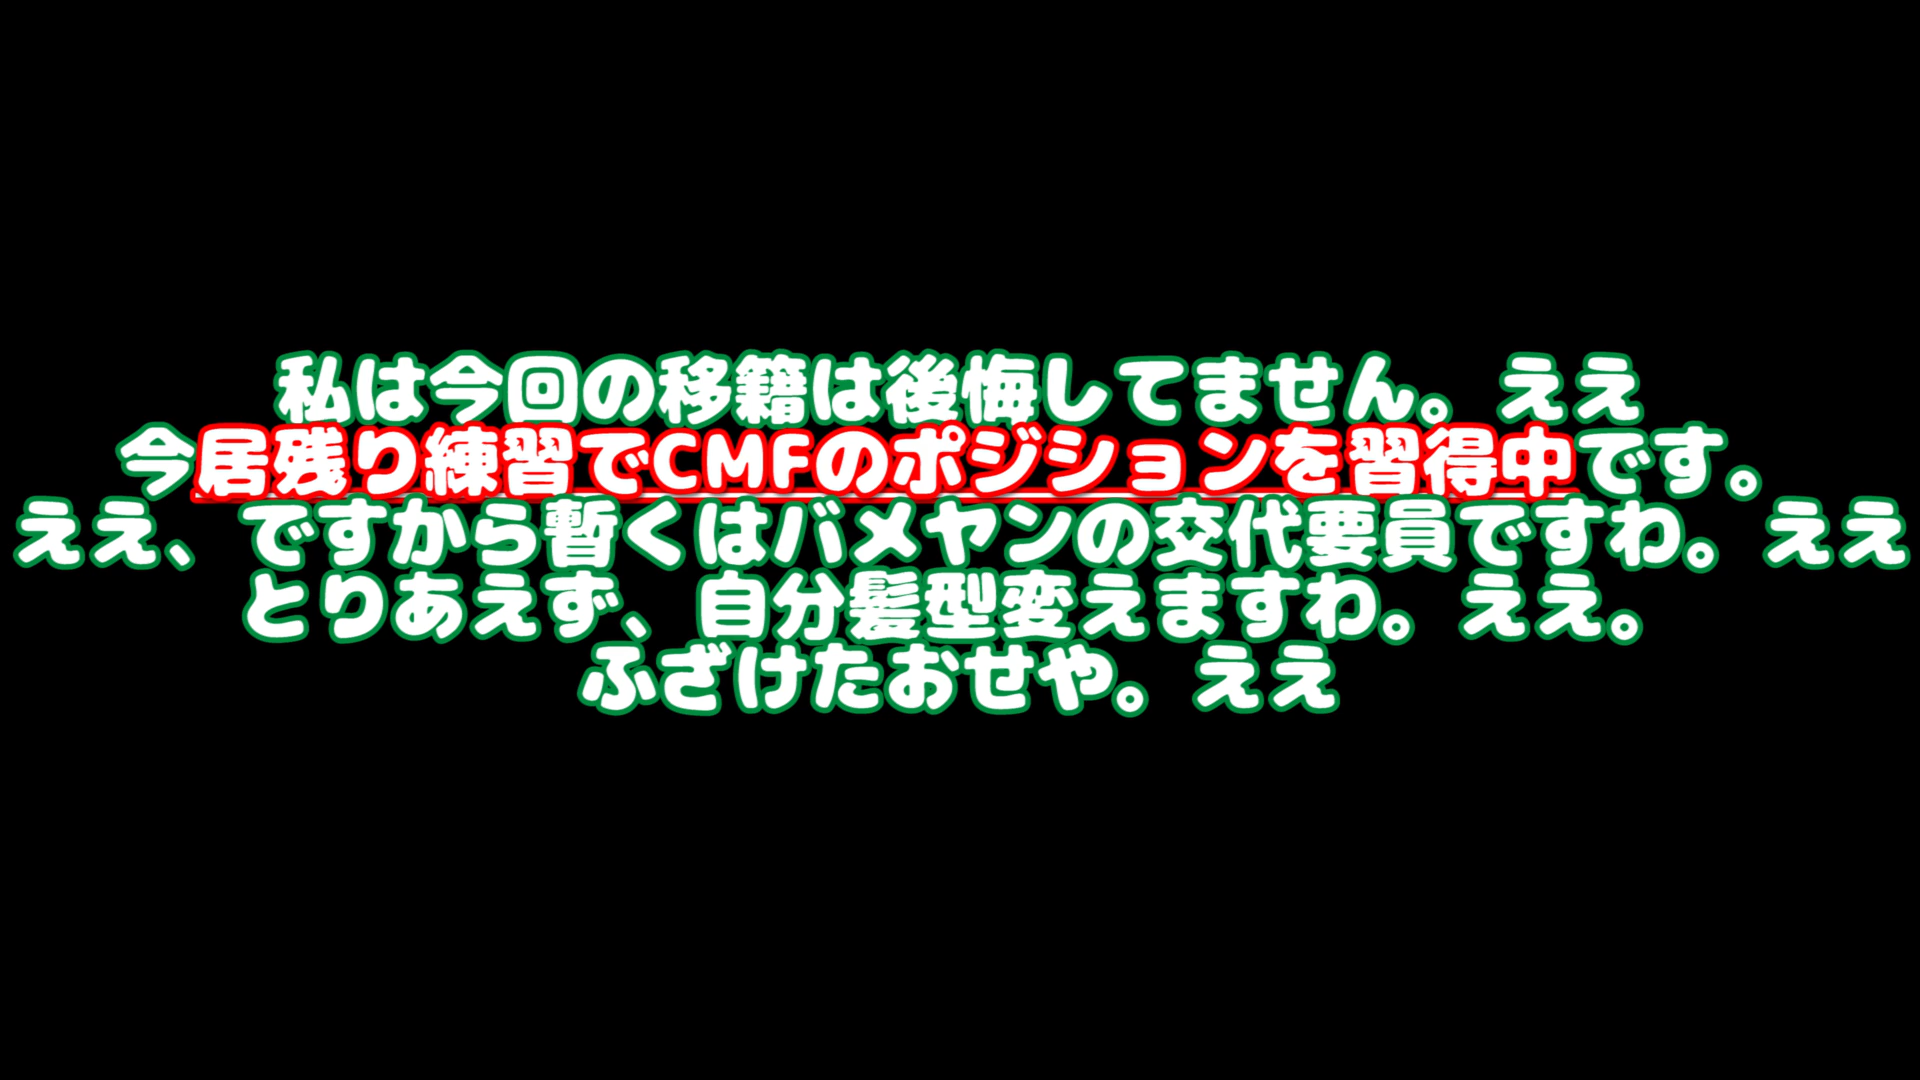 私は今回の移籍は後悔してません。ええ
今居残り練習でCMFのポジションを習得中です。
ええ、ですから暫くはバメヤンの交代要員ですわ。ええ
とりあえず、自分髪型変えますわ。ええ。
ふざけたおせや。ええ